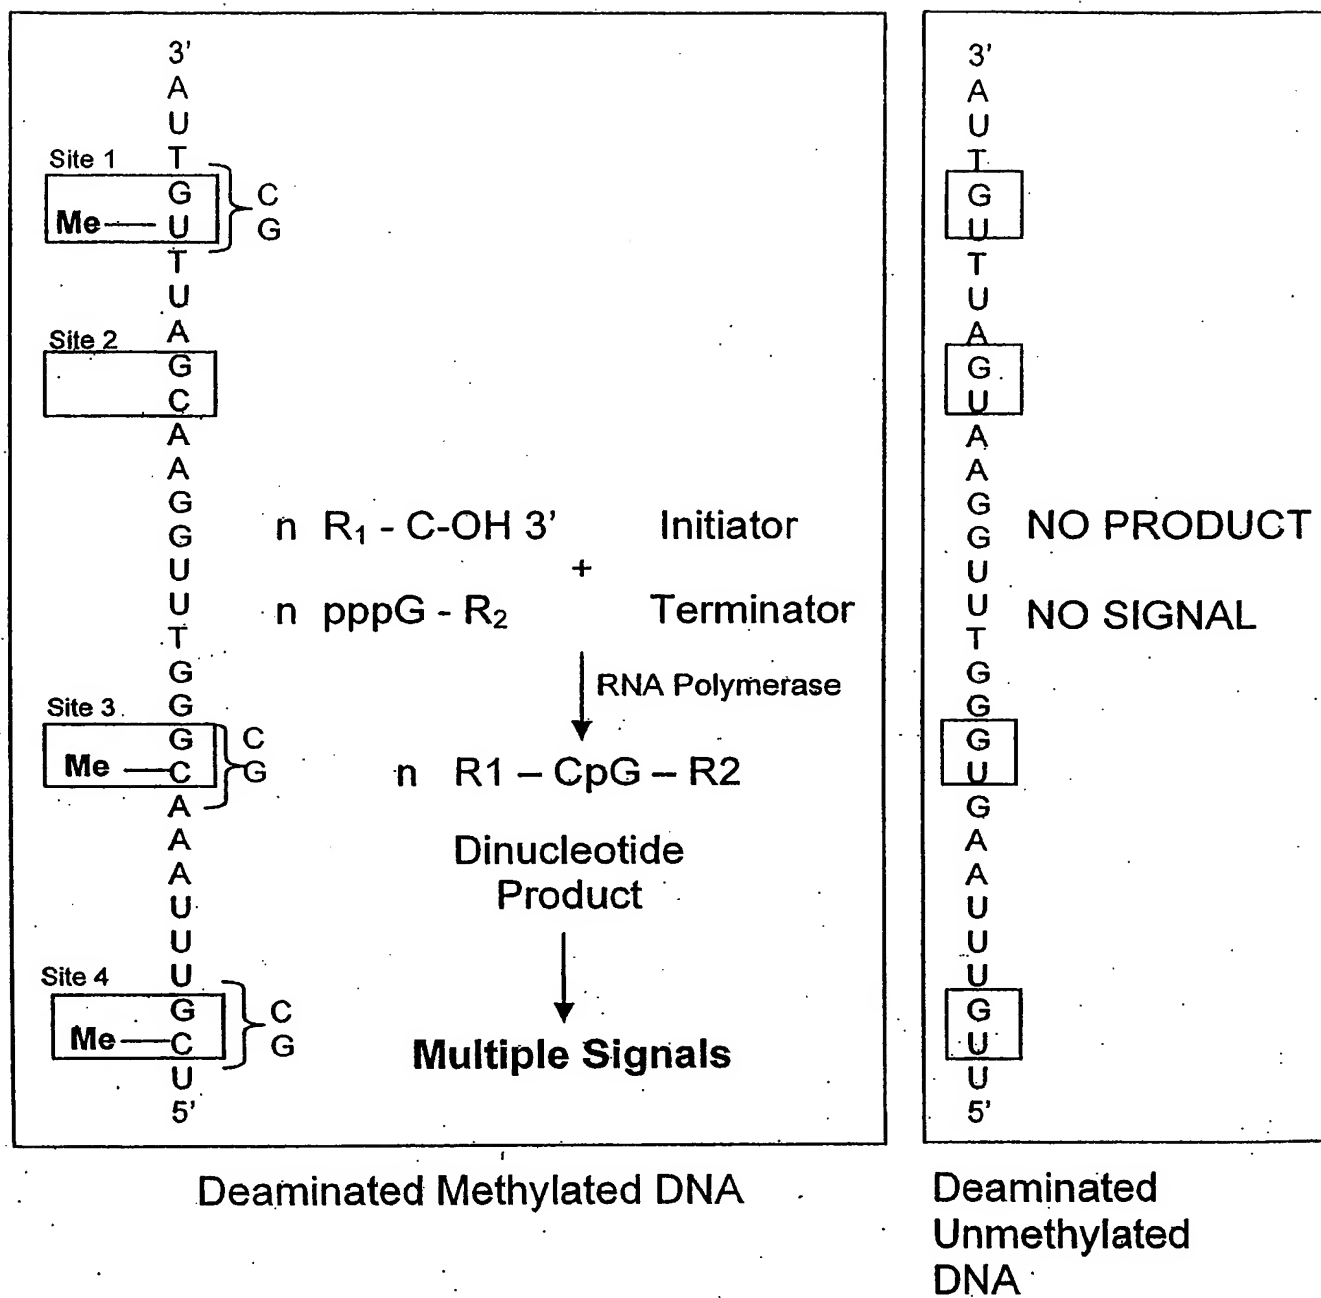 3'
A
U
T
Site 1
G
C
Me
U
G
T
U
A
Site 2
G
C
A
A
G
G
U
U
T
G
G
Site 3
G
C
Me
C
G
A
A
A
U
U
U
Site 4
G
C
Me
C
G
U
5'
n R₁ - C-OH 3' Initiator
+
n pppG - R₂ Terminator
RNA Polymerase
n R1 – CpG – R2
Dinucleotide
Product
Multiple Signals
Deaminated Methylated DNA
3'
A
U
T
G
U
T
U
A
G
U
A
A
G
G
U
U
T
G
G
G
U
G
A
A
U
U
U
G
U
U
5'
NO PRODUCT
NO SIGNAL
Deaminated
Unmethylated
DNA